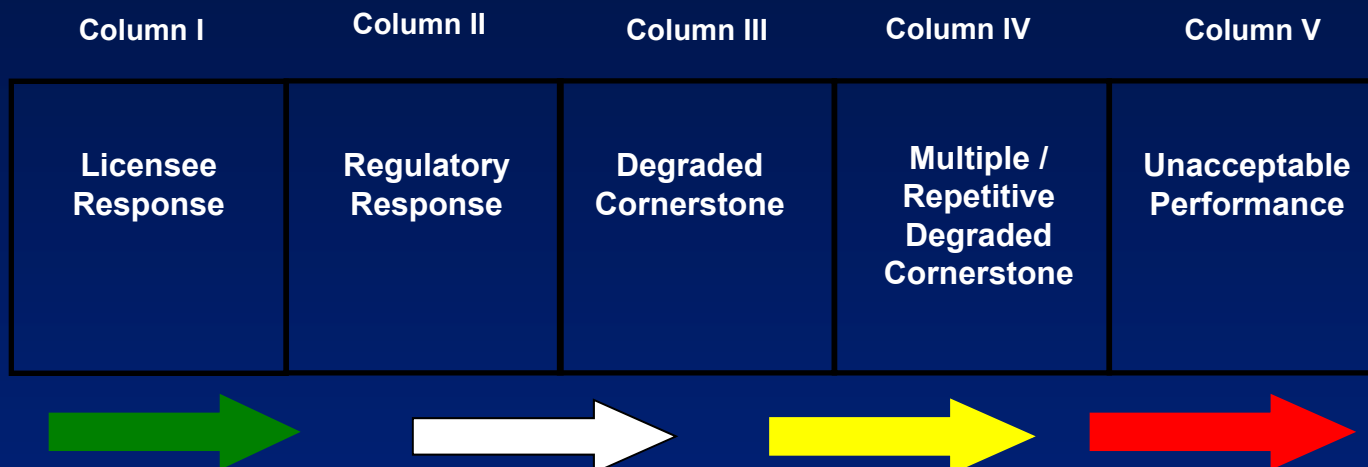 Column I
Column II
Column III
Column IV
Column V
Licensee
Response
Regulatory
Response
Degraded
Cornerstone
Multiple /
Repetitive
Degraded
Cornerstone
Unacceptable
Performance